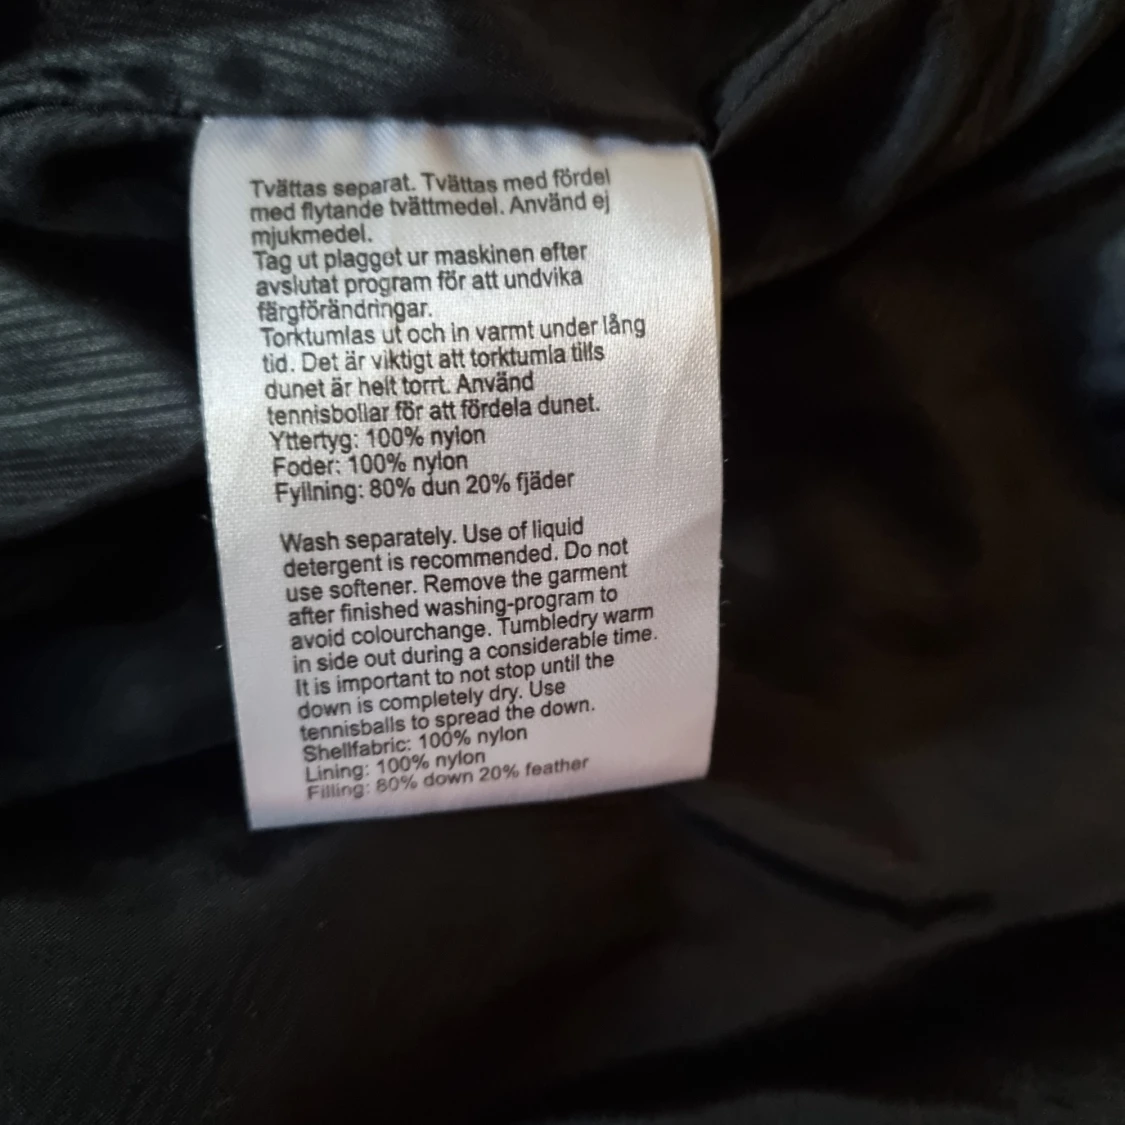 Tvättas separat. Tvättas med fördel
med flytande tvättmedel. Använd ej
mjukmedel.
Tag ut plagget ur maskinen efter
avslutat program för att undvika
färgförändringar.
Torktumlas ut och in varmt under lång
tid. Det är viktigt att torktumla tills
dunet är helt torrt. Använd
tennisbollar för att fördela dunet.
Yttertyg: 100% nylon
Foder: 100% nylon
Fyllning: 80% dun 20% fjäder
Wash separately. Use of liquid
detergent is recommended. Do not
use softener. Remove the garment
after finished washing-program to
avoid colourchange. Tumbledry warm
in side out during a considerable time.
It is important to not stop until the
down is completely dry. Use
tennisballs to spread the down.
Shellfabric: 100% nylon
Lining: 100% nylon
Filling: 80% down 20% feather